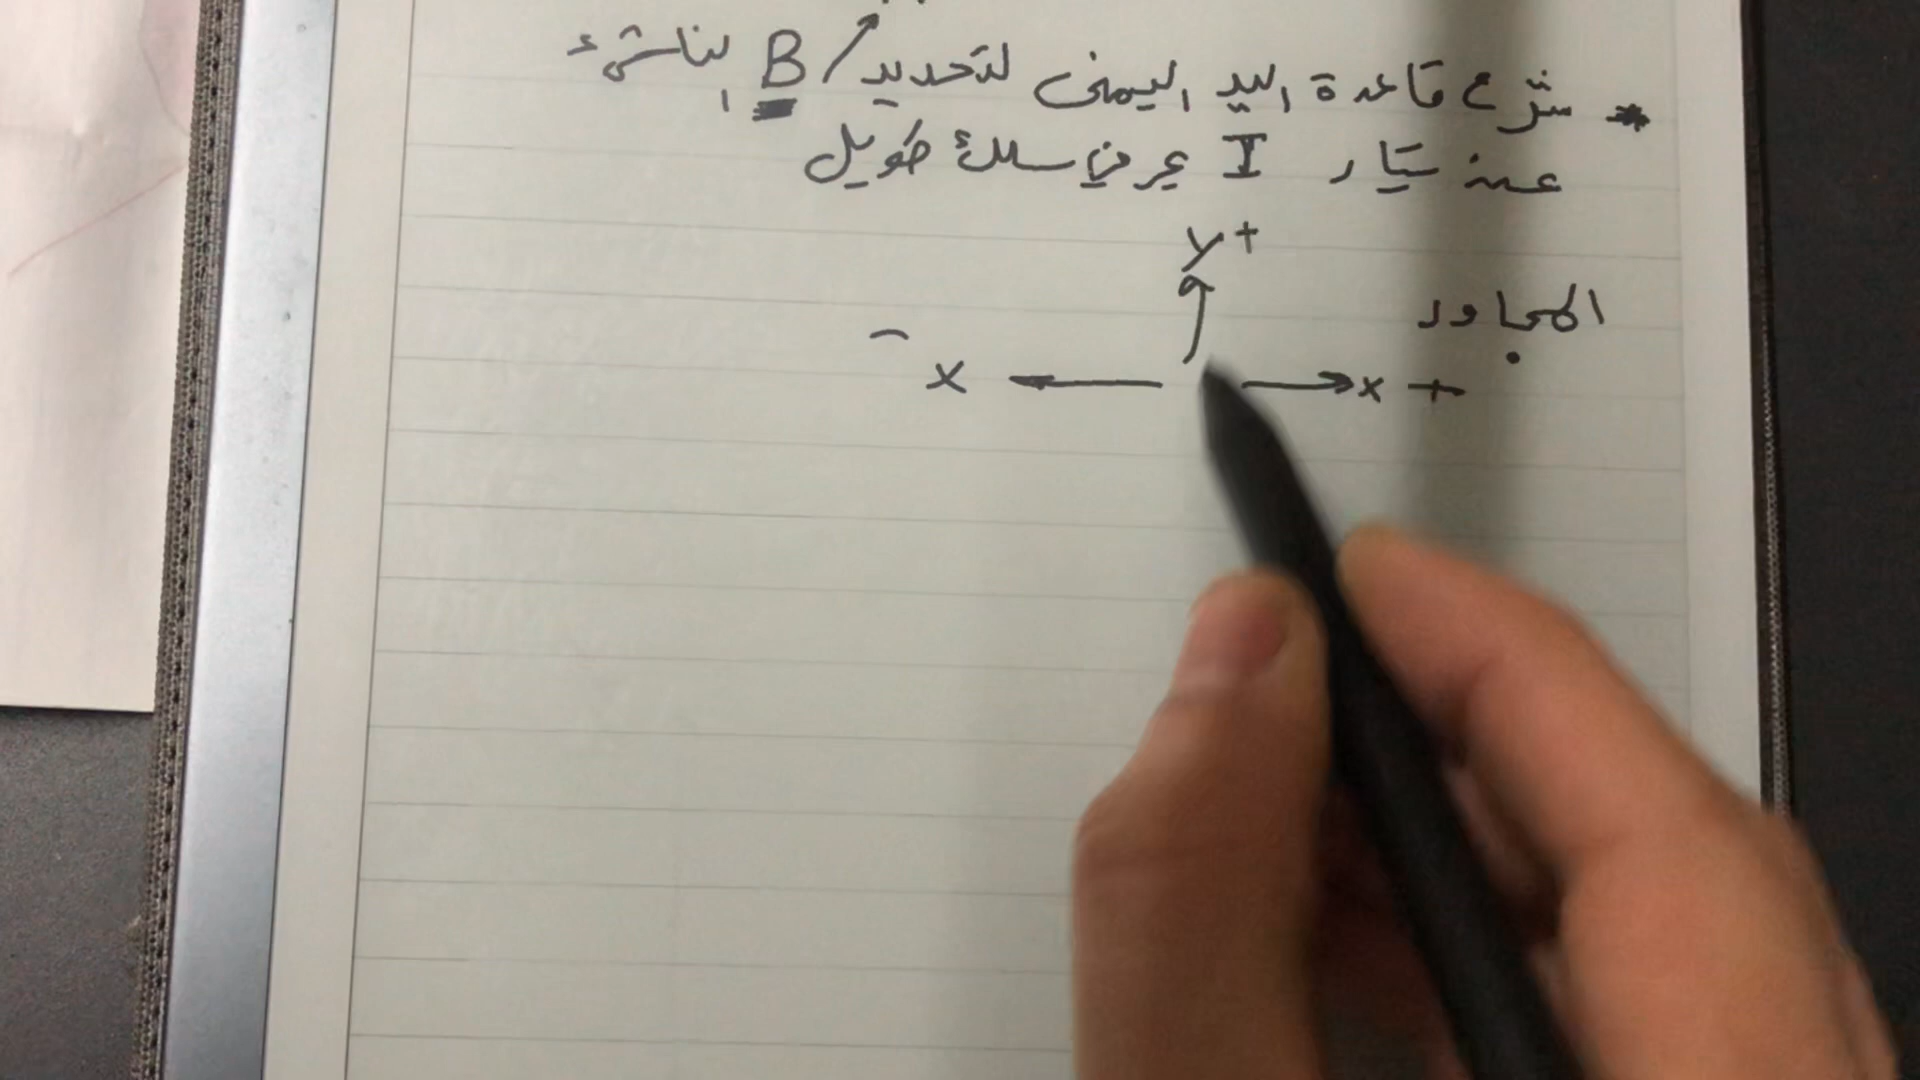 * شرح قاعدة اليد اليمنى لتحديد B الناشئ
عن تيار I يمر في سلك طويل
y+
المحاور
-
x
x +